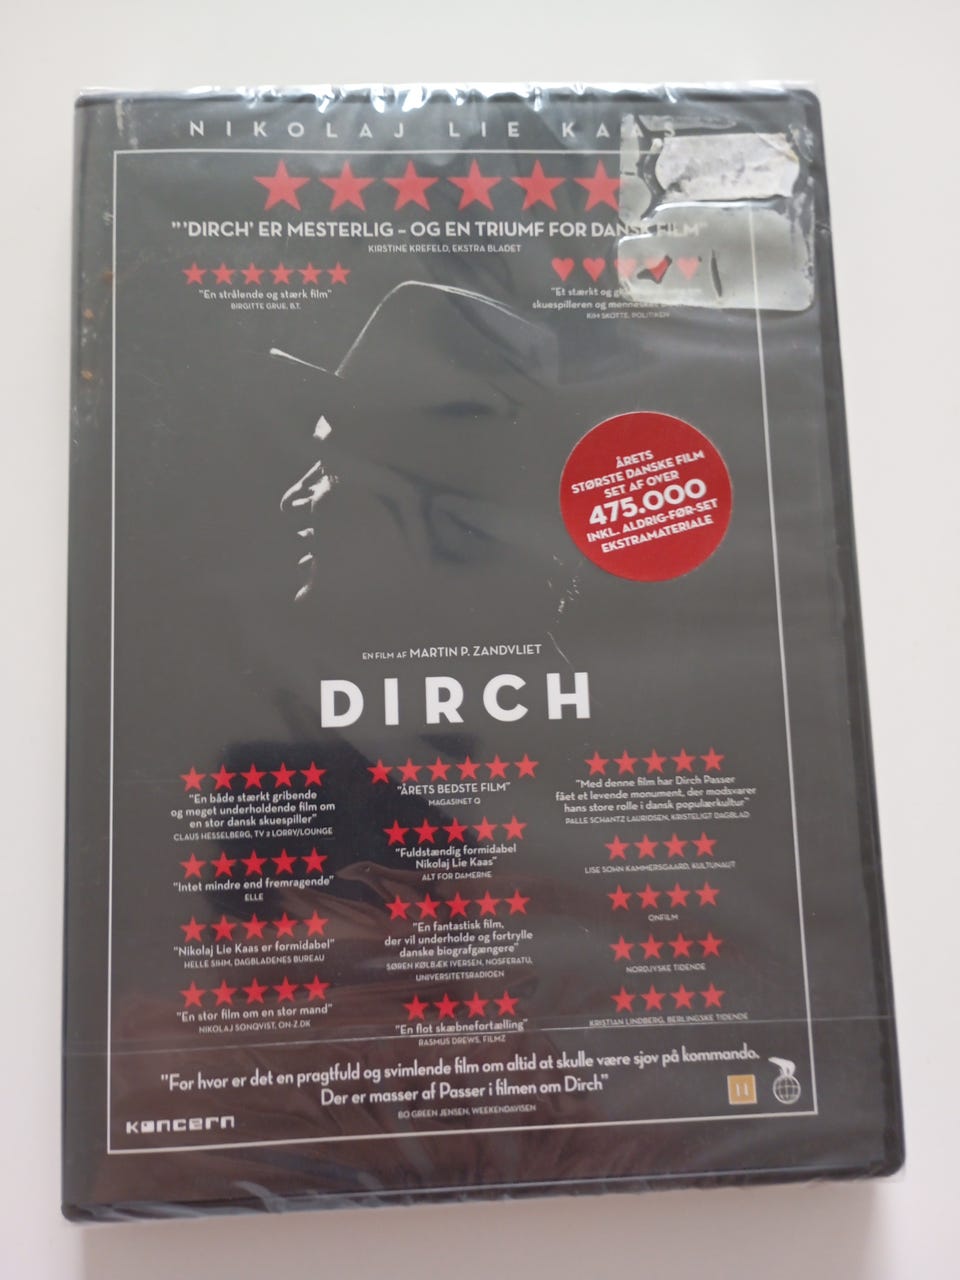 NIKOLAJ LIE KAAS
"'DIRCH' ER MESTERLIG – OG EN TRIUMF FOR DANSK FILM"
KIRSTINE KREFELD, EKSTRA BLADET
"En strålende og stærk film"
BIRGITTE GRUE, B.T.
"Et stærkt og
skuespilleren og mennesket
KIM SKOTTE, POLITIKEN
ÅRETS
STØRSTE DANSKE FILM
SET AF OVER
475.000
INKL. ALDRIG-FØR-SET
EKSTRAMATERIALE
EN FILM AF MARTIN P. ZANDVLIET
DIRCH
"En både stærkt gribende
og meget underholdende film om
en stor dansk skuespiller"
CLAUS HESSELBERG, TV 2 LORRY/LOUNGE
"Intet mindre end fremragende"
ELLE
"Nikolaj Lie Kaas er formidabel"
HELLE SIHM, DAGBLADENES BUREAU
"En stor film om en stor mand"
NIKOLAJ SONQVIST, ON-Z.DK
"ÅRETS BEDSTE FILM"
MAGASINET Q
"Fuldstændig formidabel
Nikolaj Lie Kaas"
ALT FOR DAMERNE
"En fantastisk film,
der vil underholde og fortrylle
danske biografgængere"
SØREN KØLBÆK IVERSEN, NOSFERATU,
UNIVERSITETSRADIOEN
"En flot skæbnefortælling"
RASMUS DREWS, FILMZ
"Med denne film har Dirch Passer
fået et levende monument, der modsvarer
hans store rolle i dansk populærkultur"
PALLE SCHANTZ LAURIDSEN, KRISTELIGT DAGBLAD
LISE SOHN KAMMERSGAARD, KULTUNAUT
ONFILM
NORDJYSKE TIDENDE
KRISTIAN LINDBERG, BERLINGSKE TIDENDE
"For hvor er det en pragtfuld og svimlende film om altid at skulle være sjov på kommando.
Der er masser af Passer i filmen om Dirch"
BO GREEN JENSEN, WEEKENDAVISEN
koncern
11